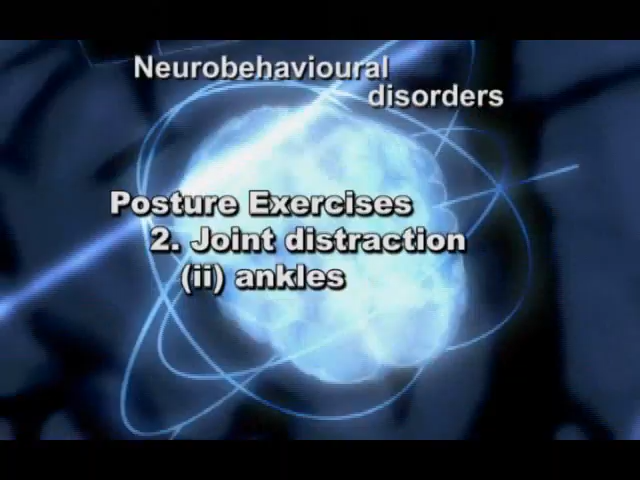 Neurobehavioural
disorders
Posture Exercises
2. Joint distraction
(ii) ankles